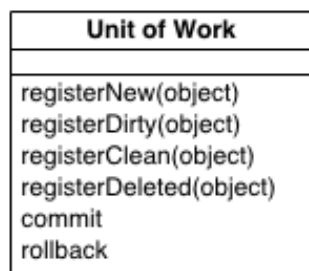 Unit of Work
registerNew(object)
registerDirty(object)
registerClean(object)
registerDeleted(object)
commit
rollback